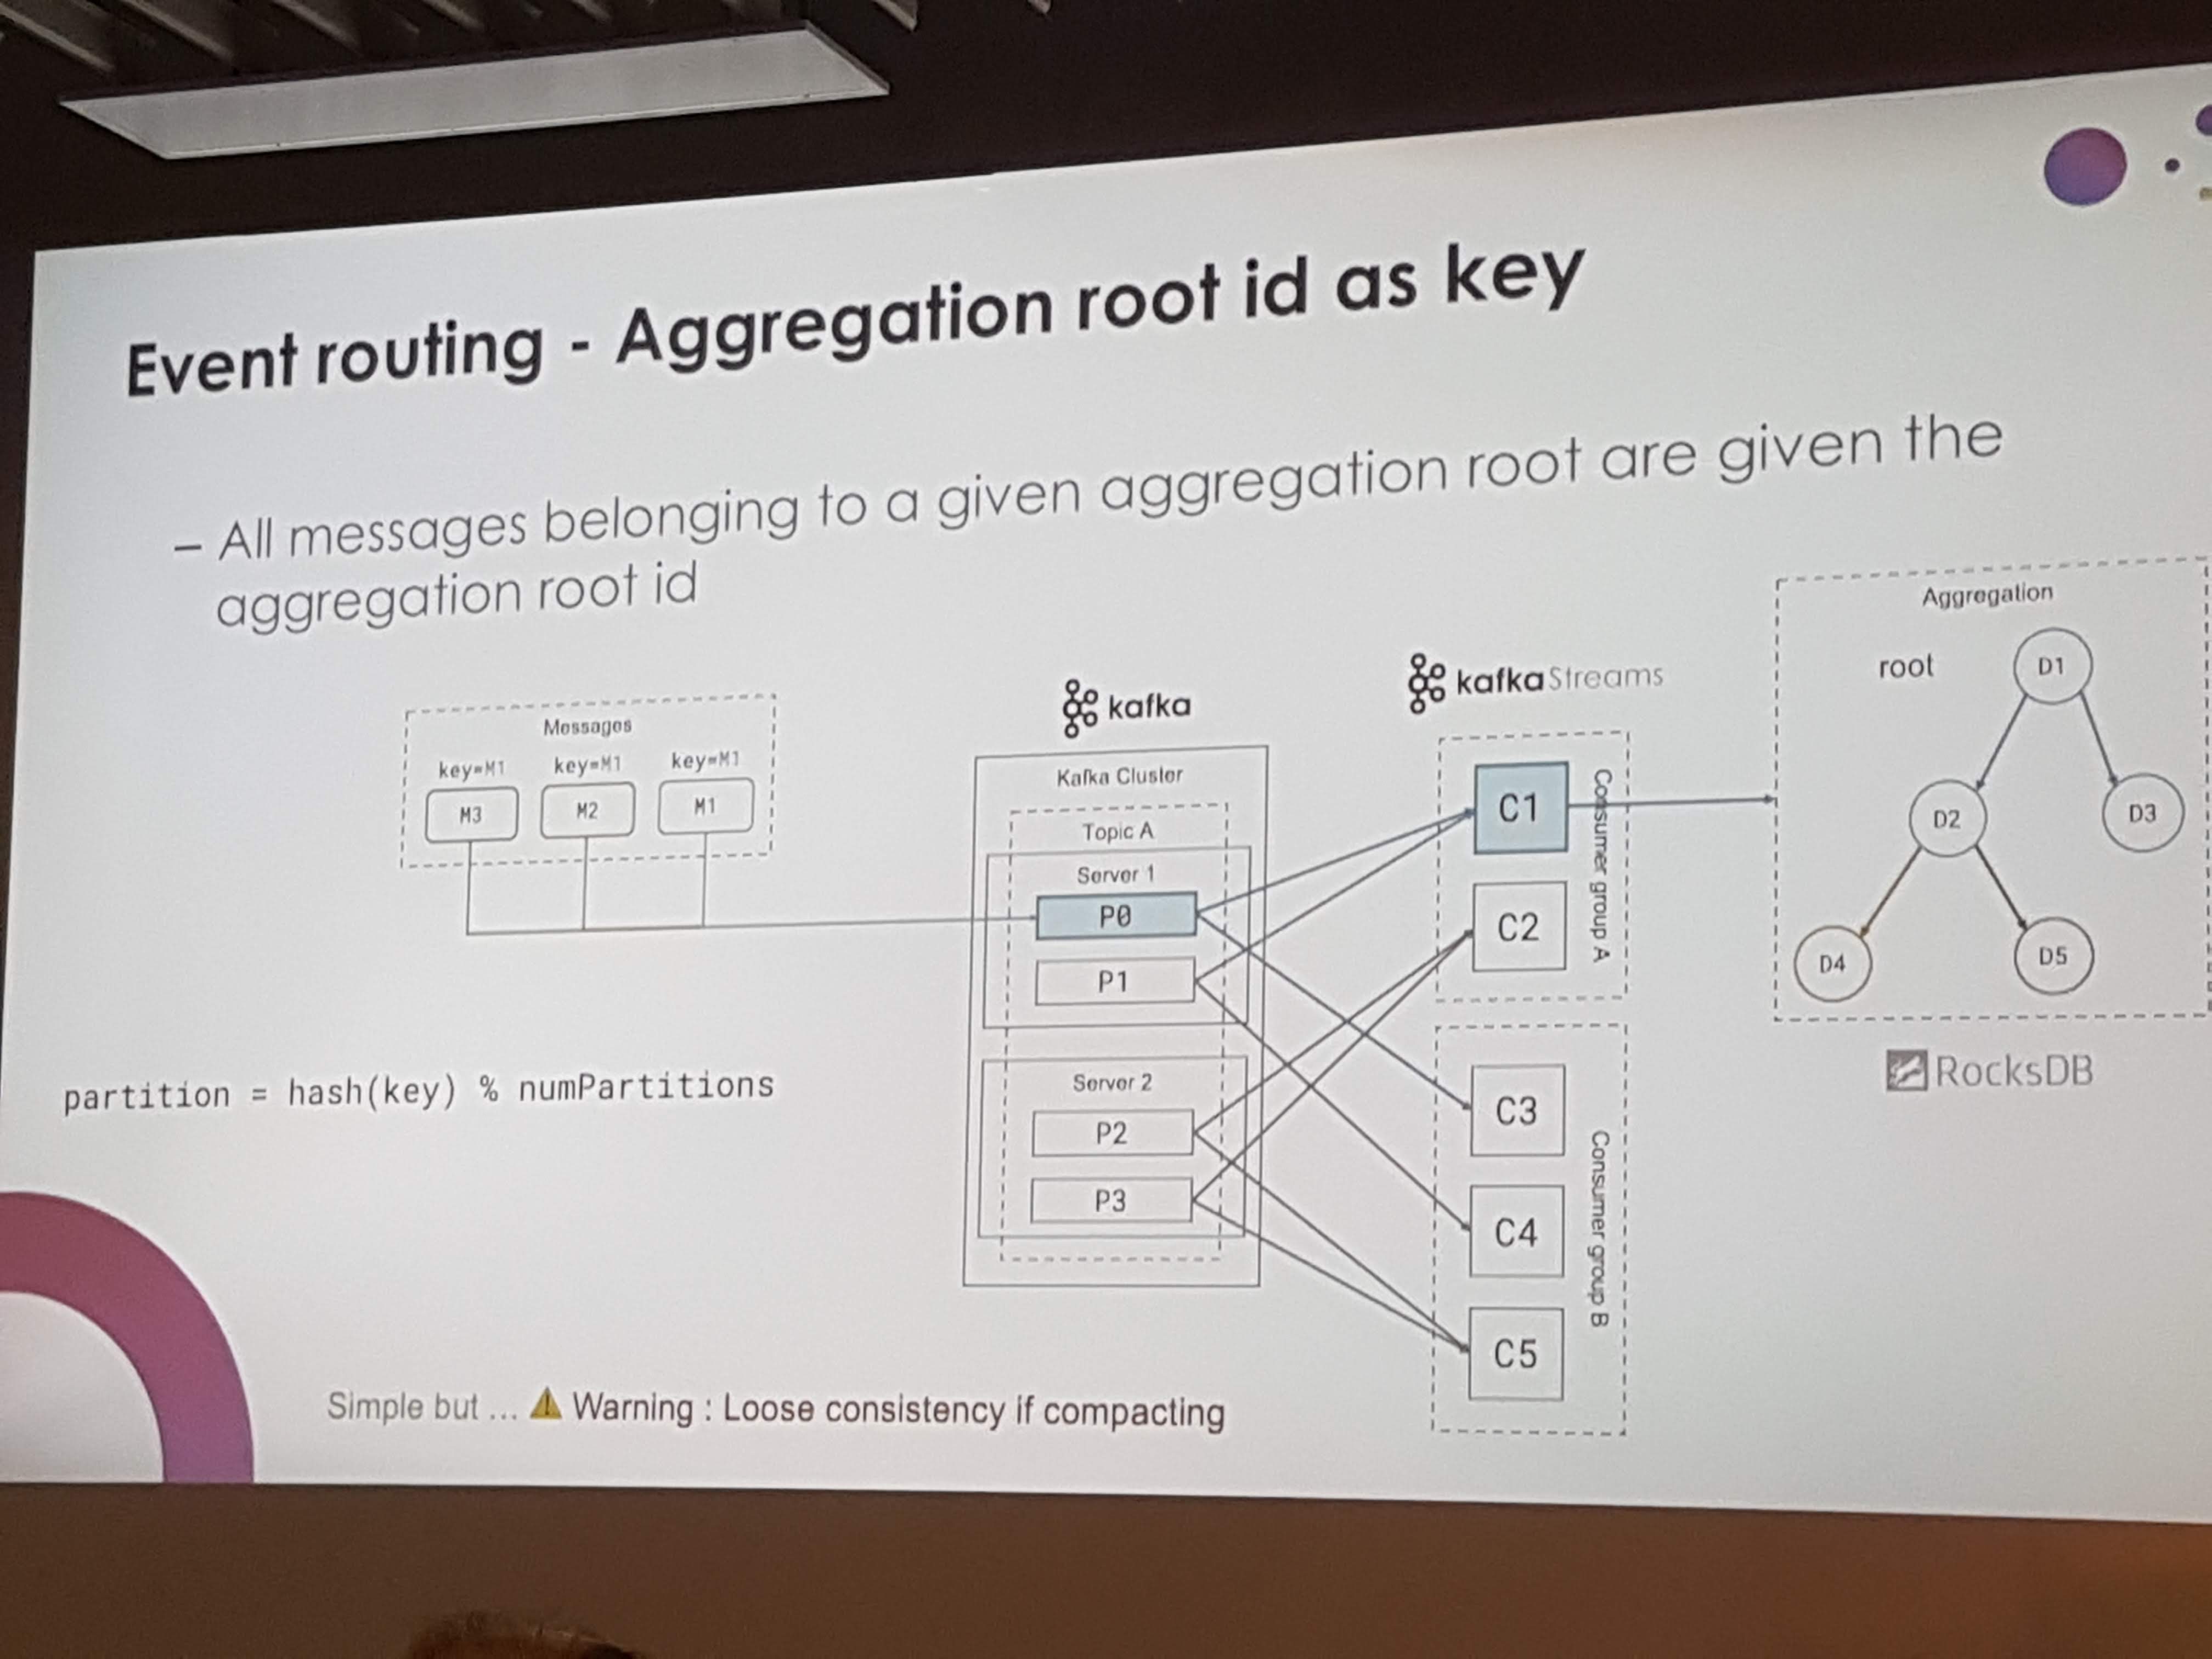 Event routing - Aggregation root id as key
– All messages belonging to a given aggregation root are given the
aggregation root id
Messages
key=M1 key=M1 key=M1
M3 M2 M1
kafka
Kafka Cluster
Topic A
Server 1
P0
P1
Server 2
P2
P3
kafka Streams
C1
C2
Consumer group A
C3
C4
C5
Consumer group B
Aggregation
root
D1
D2
D3
D4
D5
RocksDB
partition = hash(key) % numPartitions
Simple but ... ⚠ Warning : Loose consistency if compacting